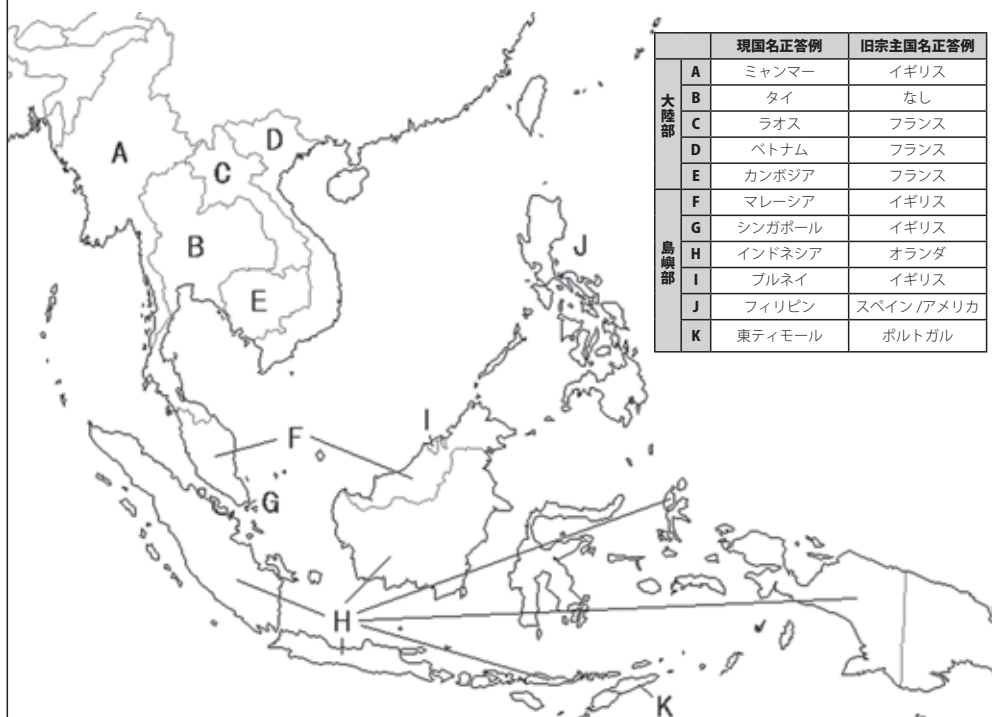 現国名正答例 旧宗主国名正答例
大陸部
A ミャンマー イギリス
B タイ なし
C ラオス フランス
D ベトナム フランス
E カンボジア フランス
島嶼部
F マレーシア イギリス
G シンガポール イギリス
H インドネシア オランダ
I ブルネイ イギリス
J フィリピン スペイン/アメリカ
K 東ティモール ポルトガル
A
D
C
B
J
E
I
F
G
H
K